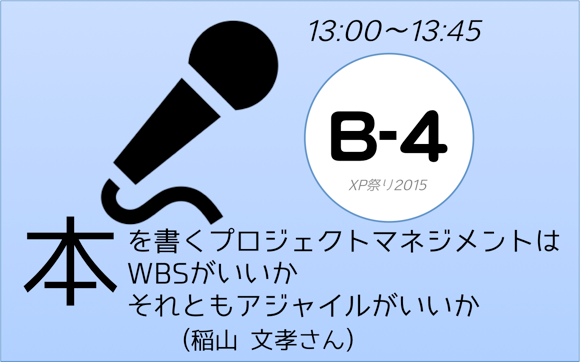 13:00〜13:45
B-4
XP祭り2015
本を書くプロジェクトマネジメントは
WBSがいいか
それともアジャイルがいいか
(稲山 文孝さん)